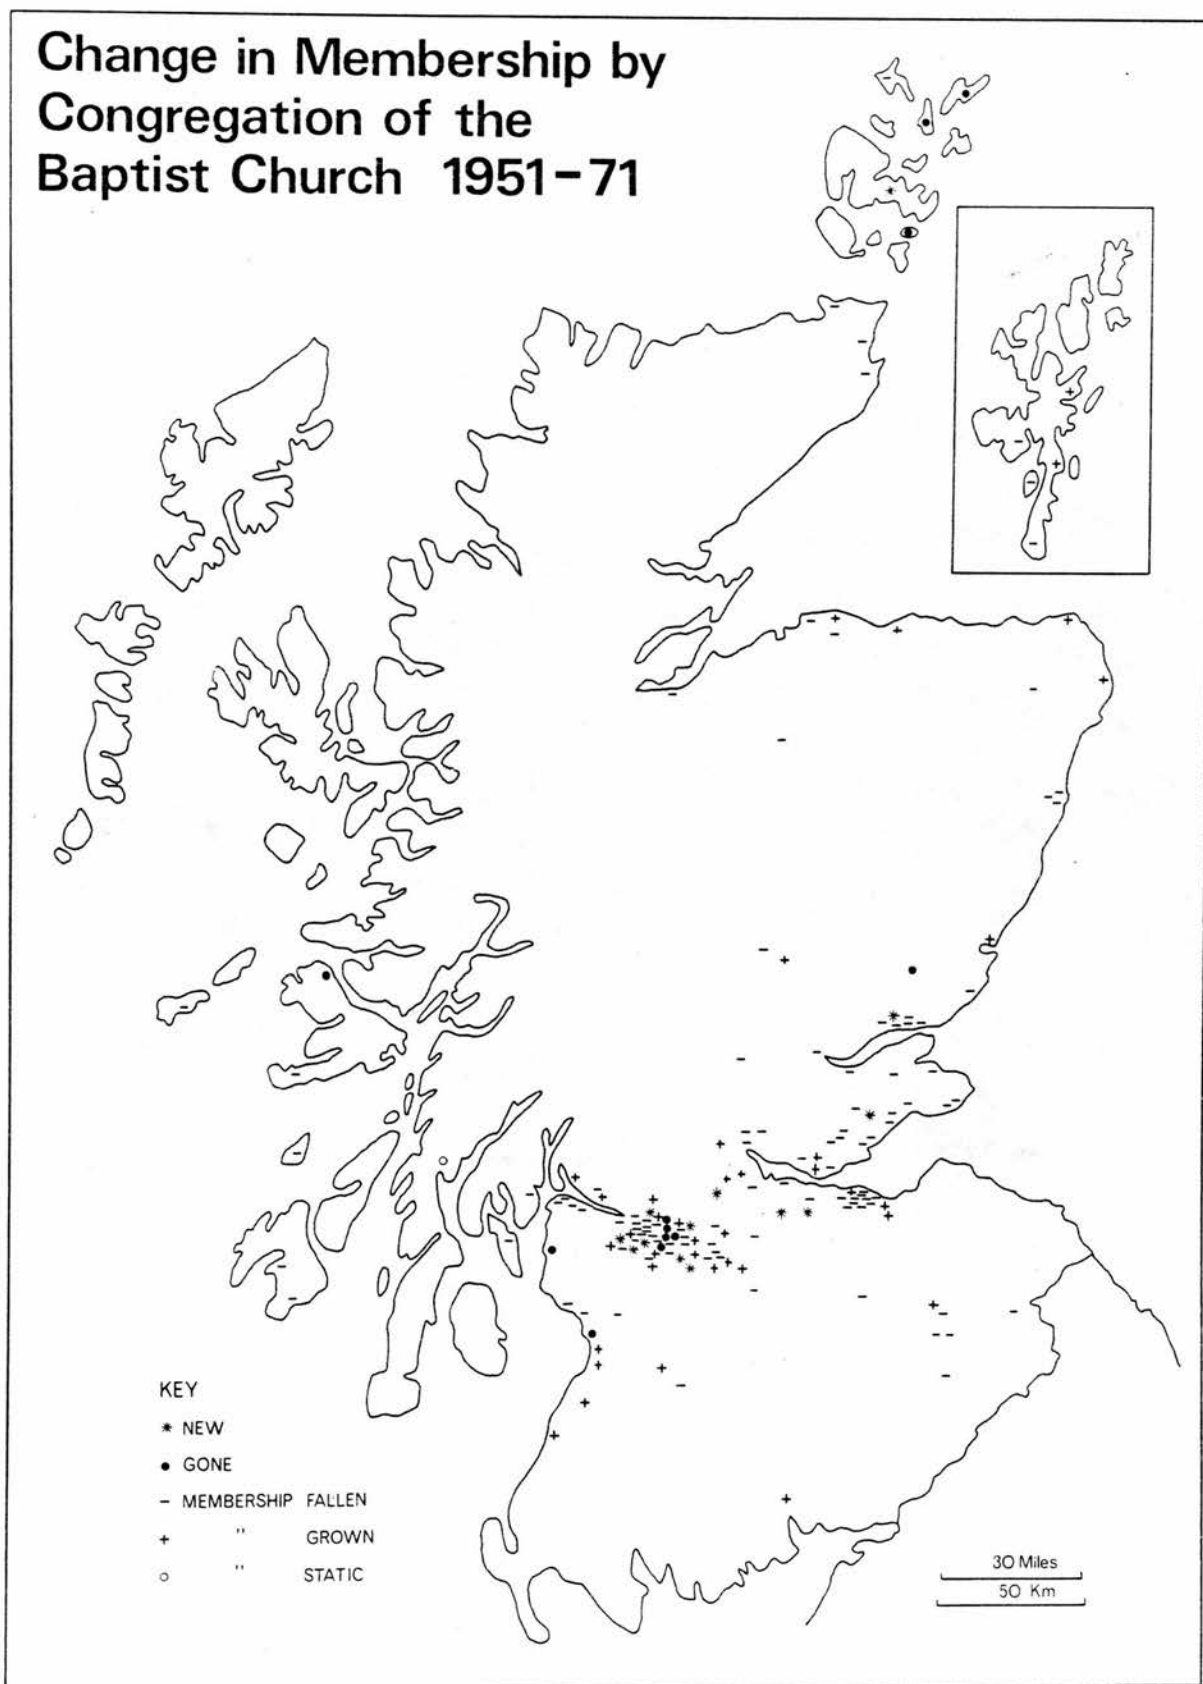 Change in Membership by
Congregation of the
Baptist Church 1951-71
KEY
* NEW
● GONE
– MEMBERSHIP FALLEN
+ " GROWN
○ " STATIC
30 Miles
50 Km